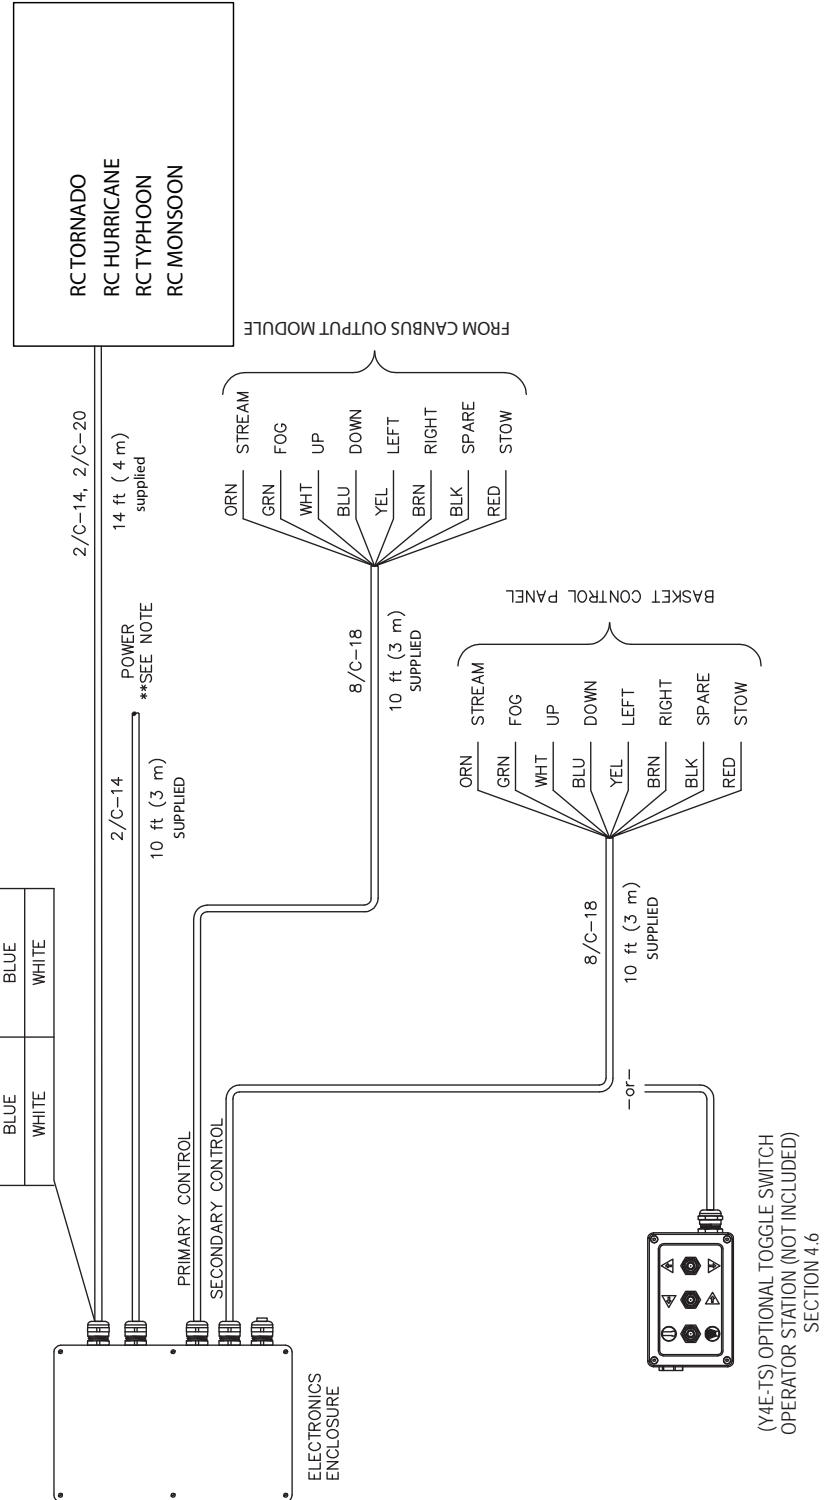 RC TORNADO
RC HURRICANE
RC TYPHOON
RC MONSOON
2/C-14, 2/C-20
14 ft ( 4 m)
supplied
BLUE
BLUE
WHITE
WHITE
POWER
**SEE NOTE
2/C-14
10 ft (3 m)
SUPPLIED
FROM CANBUS OUTPUT MODULE
ORN STREAM
GRN FOG
WHT UP
BLU DOWN
YEL LEFT
BRN RIGHT
BLK SPARE
RED STOW
8/C-18
10 ft (3 m)
SUPPLIED
BASKET CONTROL PANEL
ORN STREAM
GRN FOG
WHT UP
BLU DOWN
YEL LEFT
BRN RIGHT
BLK SPARE
RED STOW
8/C-18
10 ft (3 m)
SUPPLIED
PRIMARY CONTROL
SECONDARY CONTROL
-or-
ELECTRONICS
ENCLOSURE
(Y4E-TS) OPTIONAL TOGGLE SWITCH
OPERATOR STATION (NOT INCLUDED)
SECTION 4.6